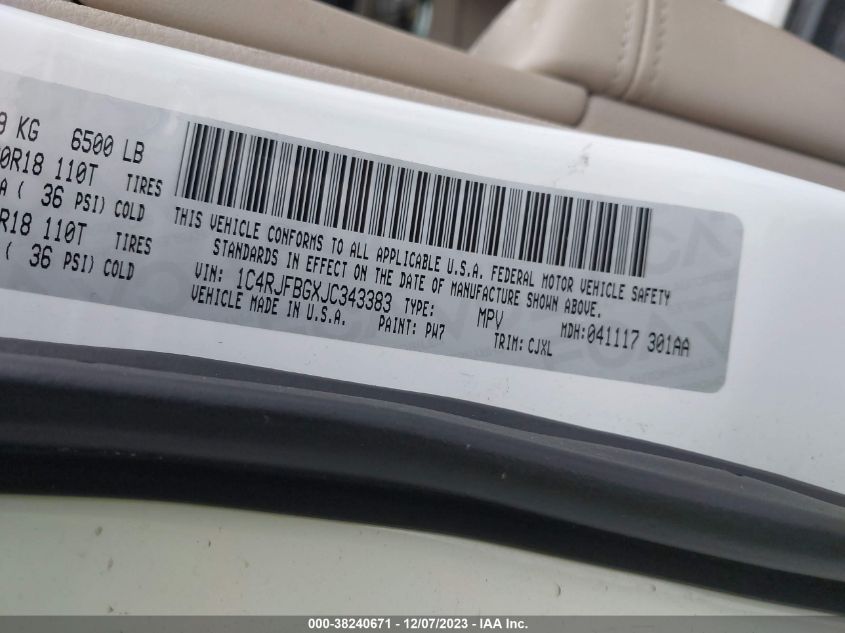 9 KG 6500 LB
0R18 110T TIRES
A ( 36 PSI) COLD
R18 110T TIRES
( 36 PSI) COLD
THIS VEHICLE CONFORMS TO ALL APPLICABLE U.S.A. FEDERAL MOTOR VEHICLE SAFETY
STANDARDS IN EFFECT ON THE DATE OF MANUFACTURE SHOWN ABOVE.
VIN: 1C4RJFBGXJC343383 TYPE: MPV MDH:041117 301AA
VEHICLE MADE IN U.S.A. PAINT: PW7 TRIM: CJXL
000-38240671 - 12/07/2023 - IAA Inc.